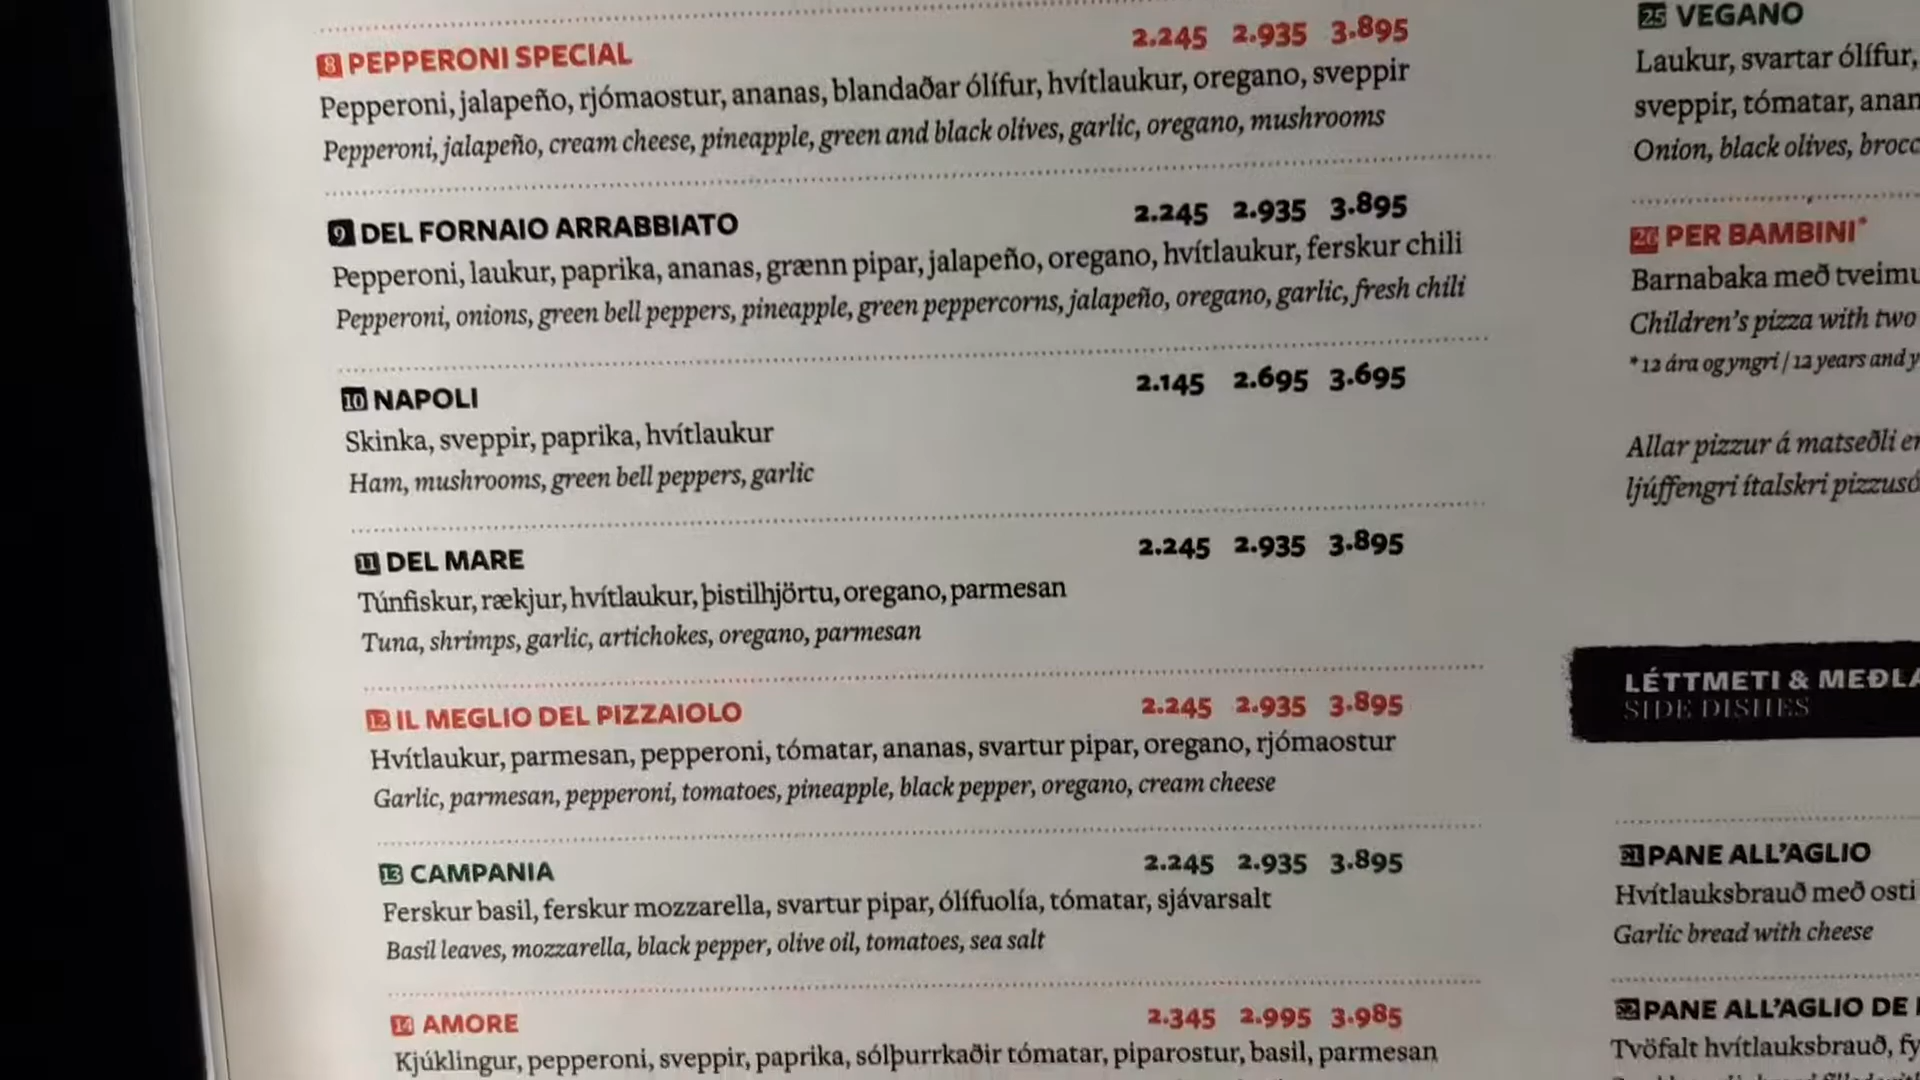 8 PEPPERONI SPECIAL 2.245 2.935 3.895
Pepperoni, jalapeño, rjómaostur, ananas, blandaðar ólífur, hvítlaukur, oregano, sveppir
Pepperoni, jalapeño, cream cheese, pineapple, green and black olives, garlic, oregano, mushrooms
9 DEL FORNAIO ARRABBIATO 2.245 2.935 3.895
Pepperoni, laukur, paprika, ananas, grænn pipar, jalapeño, oregano, hvítlaukur, ferskur chili
Pepperoni, onions, green bell peppers, pineapple, green peppercorns, jalapeño, oregano, garlic, fresh chili
10 NAPOLI 2.145 2.695 3.695
Skinka, sveppir, paprika, hvítlaukur
Ham, mushrooms, green bell peppers, garlic
11 DEL MARE 2.245 2.935 3.895
Túnfiskur, rækjur, hvítlaukur, þistilhjörtu, oregano, parmesan
Tuna, shrimps, garlic, artichokes, oregano, parmesan
12 IL MEGLIO DEL PIZZAIOLO 2.245 2.935 3.895
Hvítlaukur, parmesan, pepperoni, tómatar, ananas, svartur pipar, oregano, rjómaostur
Garlic, parmesan, pepperoni, tomatoes, pineapple, black pepper, oregano, cream cheese
13 CAMPANIA 2.245 2.935 3.895
Ferskur basil, ferskur mozzarella, svartur pipar, ólífuolía, tómatar, sjávarsalt
Basil leaves, mozzarella, black pepper, olive oil, tomatoes, sea salt
14 AMORE 2.345 2.995 3.985
Kjúklingur, pepperoni, sveppir, paprika, sólþurrkaðir tómatar, piparostur, basil, parmesan
25 VEGANO
Laukur, svartar ólífur,
sveppir, tómatar, anan
Onion, black olives, brocc
PER BAMBINI*
Barnabaka með tveimu
Children's pizza with two
*12 ára og yngri / 12 years and y
Allar pizzur á matseðli er
ljúffengri ítalskri pizzusó
LÉTTMETI & MEÐLA
SIDE DISHES
31 PANE ALL'AGLIO
Hvítlauksbrauð með osti
Garlic bread with cheese
32 PANE ALL'AGLIO DE
Tvöfalt hvítlauksbrauð, fy